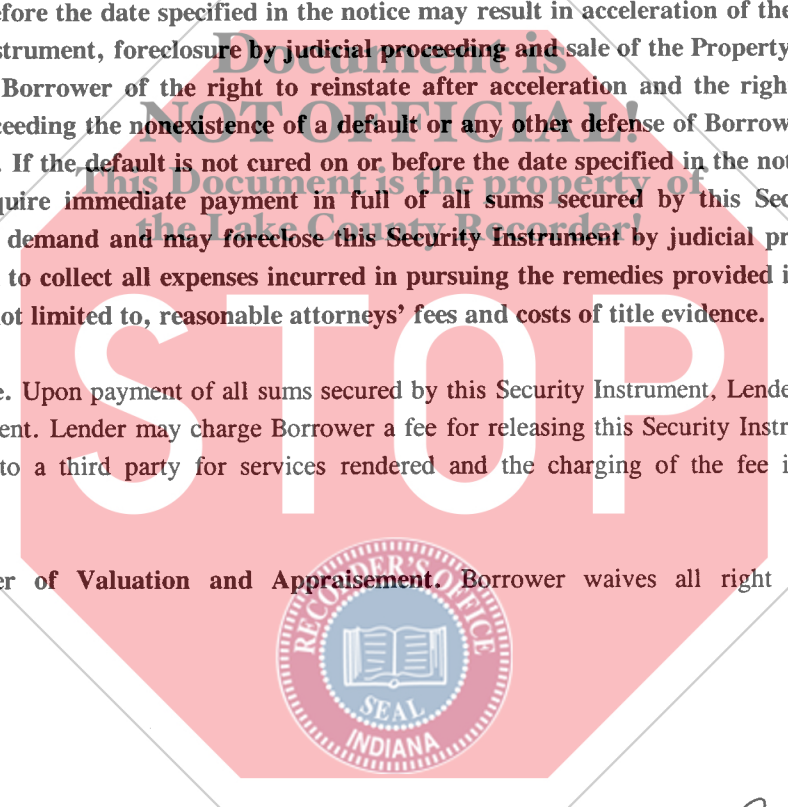 efore the date specified in the notice may result in acceleration of the
strument, foreclosure by judicial proceeding and sale of the Property
Document is
Borrower of the right to reinstate after acceleration and the righ
NOT OFFICIAL!
ceeding the nonexistence of a default or any other defense of Borrow
. If the default is not cured on or before the date specified in the not
This Document is the property of
quire immediate payment in full of all sums secured by this Sec
the Lake County Recorder!
demand and may foreclose this Security Instrument by judicial pr
to collect all expenses incurred in pursuing the remedies provided i
ot limited to, reasonable attorneys' fees and costs of title evidence.
STOP
e. Upon payment of all sums secured by this Security Instrument, Lende
ent. Lender may charge Borrower a fee for releasing this Security Instr
to a third party for services rendered and the charging of the fee i
er of Valuation and Appraisement. Borrower waives all right
RECORDER'S OFFICE
SEAL
INDIANA